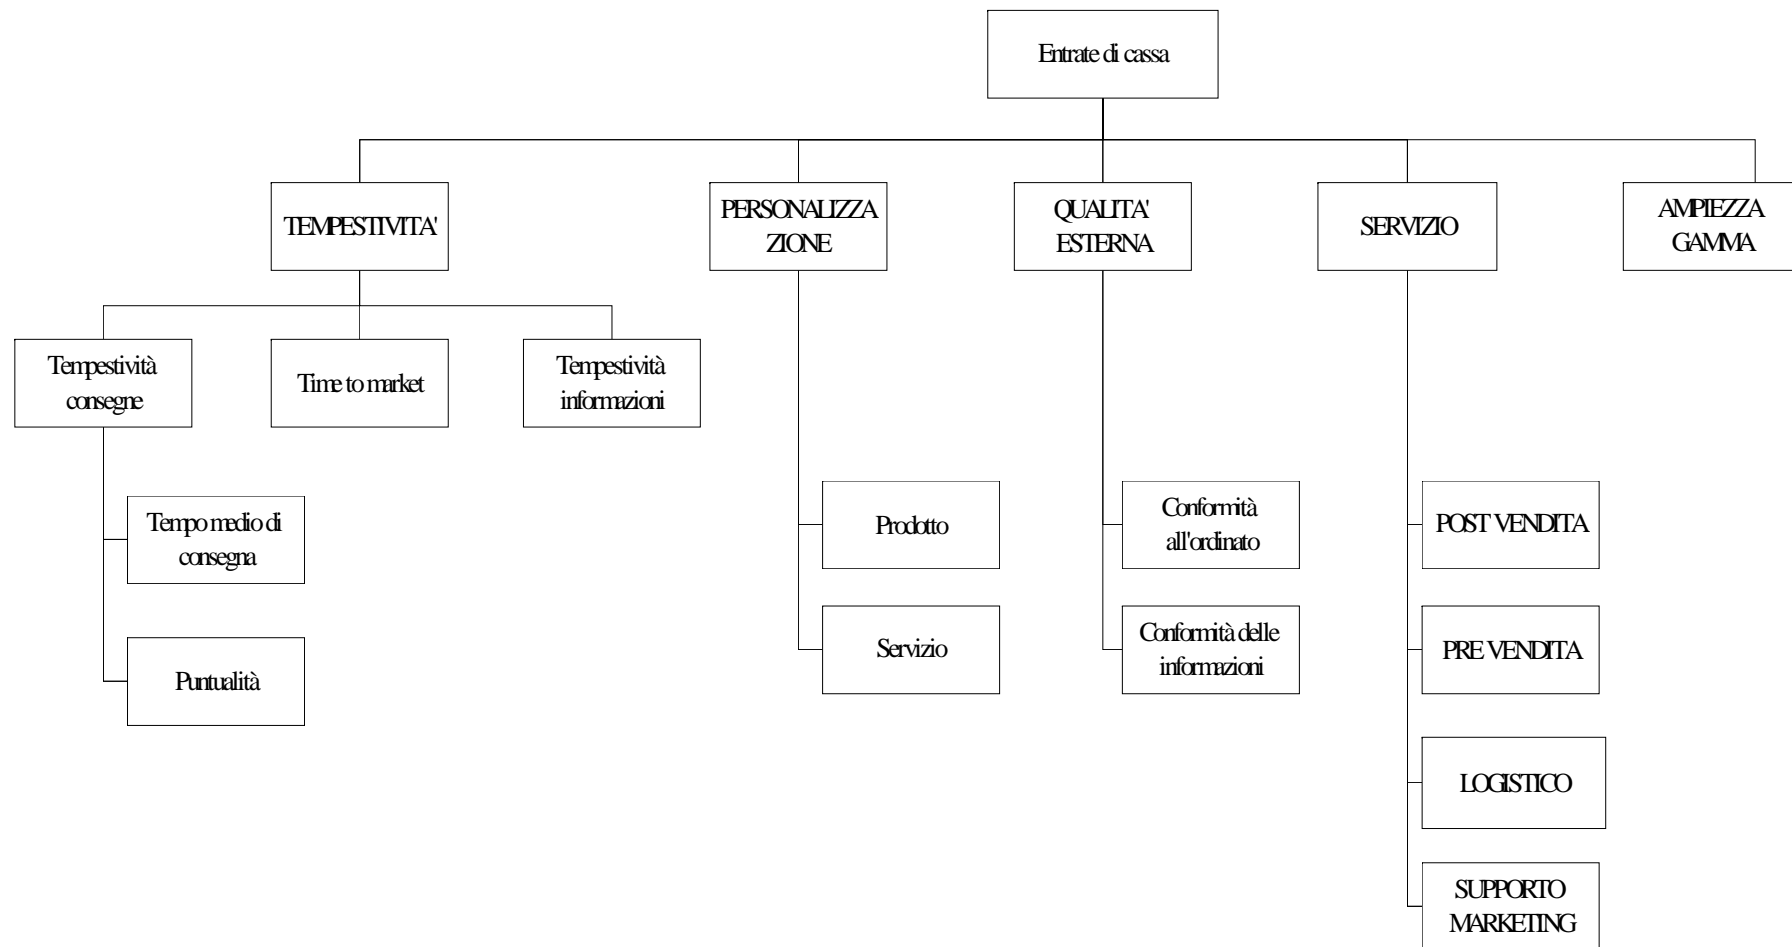 Entrate di cassa
TEMPESTIVITA'
PERSONALIZZA
ZIONE
QUALITA'
ESTERNA
SERVIZIO
AMPIEZZA
GAMMA
Tempestività
consegne
Time to market
Tempestività
informazioni
Tempo medio di
consegna
Puntualità
Prodotto
Servizio
Conformità
all'ordinato
Conformità delle
informazioni
POST VENDITA
PRE VENDITA
LOGISTICO
SUPPORTO
MARKETING